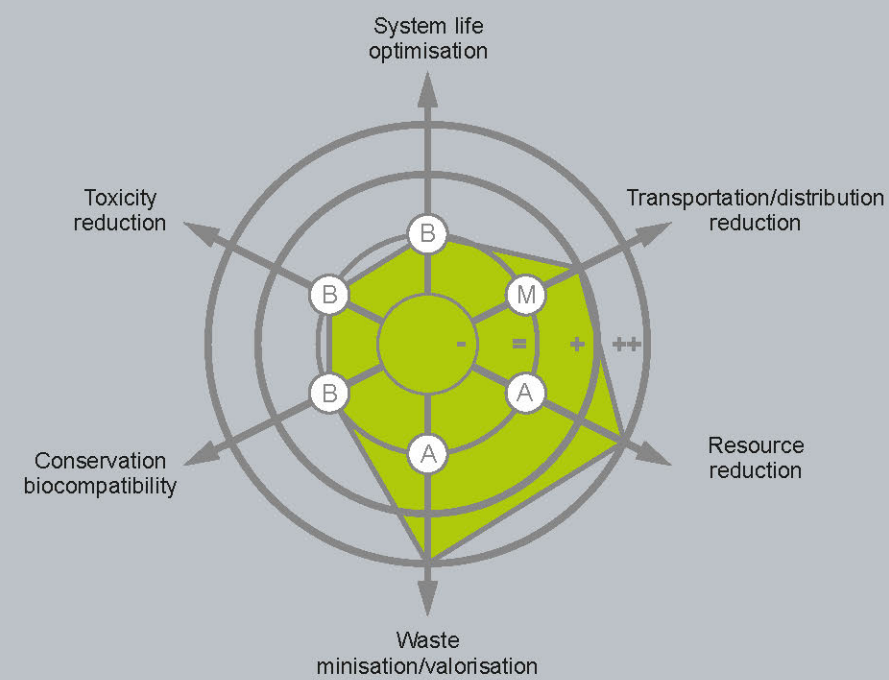 System life
optimisation
Toxicity
reduction
Transportation/distribution
reduction
B
B
M
- = + ++
B
A
A
Conservation
biocompatibility
Resource
reduction
Waste
minisation/valorisation